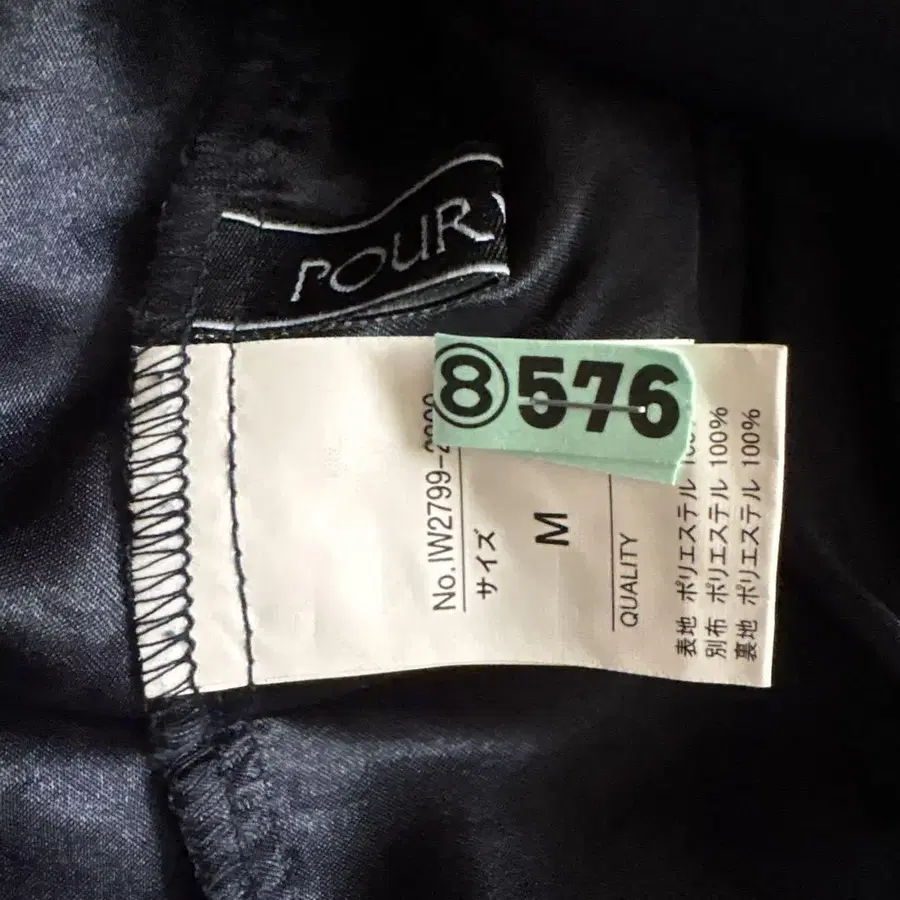 POUR
⑧576
No.IW2799-2
サイズ
M
QUALITY
表地 ポリエステル 100%
別布 ポリエステル 100%
裏地 ポリエステル 100%